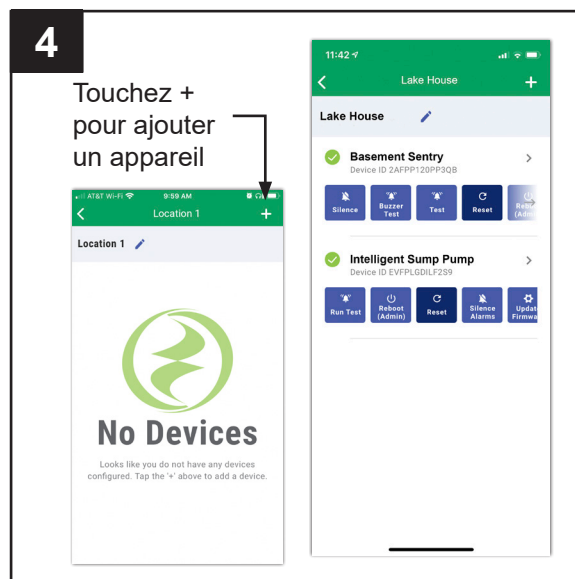 4
Touchez +
pour ajouter
un appareil
AT&T Wi-Fi 9:59 AM
Location 1 +
Location 1
No Devices
Looks like you do not have any devices
configured. Tap the '+' above to add a device.
11:42
Lake House +
Lake House
Basement Sentry
Device ID 2AFPP120PP3QB
Silence
Buzzer
Test
Test
Reset
Intelligent Sump Pump
Device ID EVFPLGDILF2S9
Run Test
Reboot
(Admin)
Reset
Silence
Alarms
Updat
Firmwa